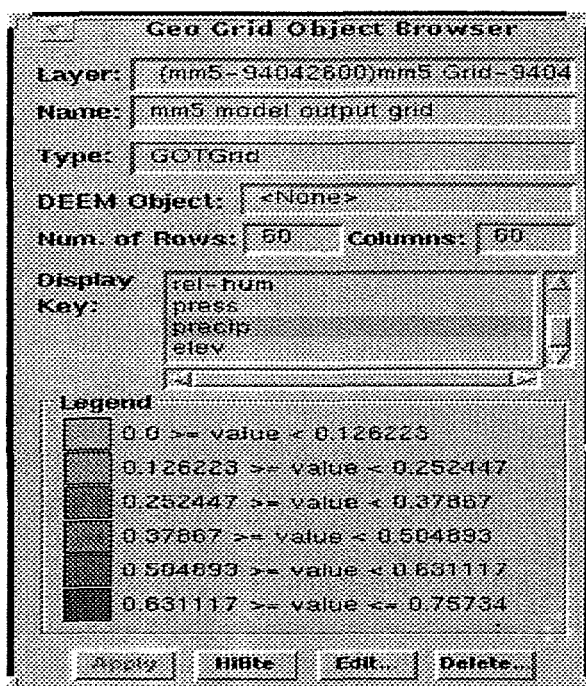 Geo Grid Object Browser
Layer: (mm5-94042600)mm5 Grid-9404
Name: mm5 model output grid
Type: GOTGrid
DEEM Object: <None>
Num. of Rows: 60 Columns: 60
Display Key:
rel-hum
press
precip
elev
Legend
0.0 >= value < 0.126223
0.126223 >= value < 0.252447
0.252447 >= value < 0.37867
0.37867 >= value < 0.504893
0.504893 >= value < 0.631117
0.631117 >= value <= 0.75734
Apply Hilite Edit... Delete...